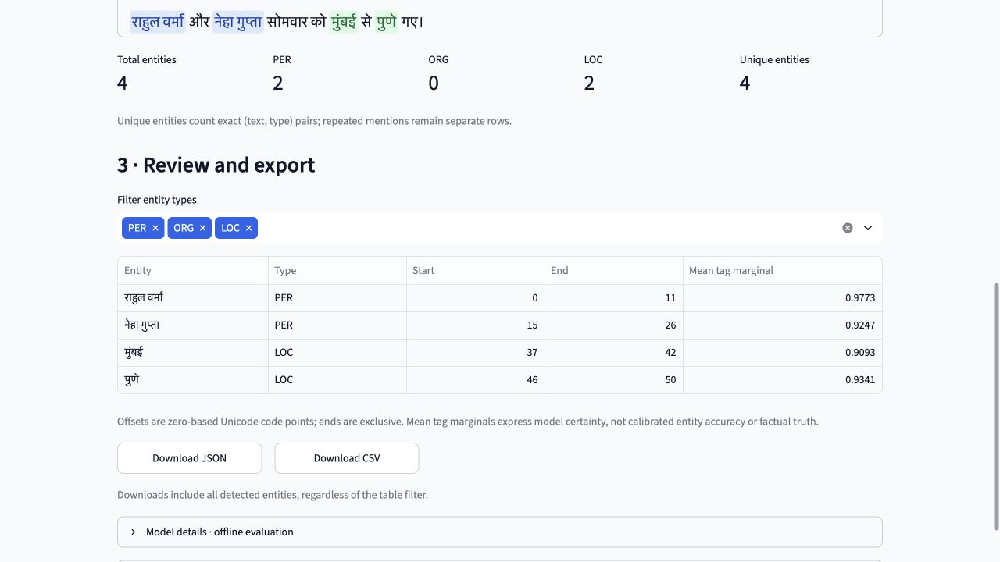 राहुल वर्मा और नेहा गुप्ता सोमवार को मुंबई से पुणे गए।
Total entities PER ORG LOC Unique entities
4 2 0 2 4
Unique entities count exact (text, type) pairs; repeated mentions remain separate rows.
3 · Review and export
Filter entity types
PER × ORG × LOC ×
Entity Type Start End Mean tag marginal
राहुल वर्मा PER 0 11 0.9773
नेहा गुप्ता PER 15 26 0.9247
मुंबई LOC 37 42 0.9093
पुणे LOC 46 50 0.9341
Offsets are zero-based Unicode code points; ends are exclusive. Mean tag marginals express model certainty, not calibrated entity accuracy or factual truth.
Download JSON Download CSV
Downloads include all detected entities, regardless of the table filter.
Model details · offline evaluation